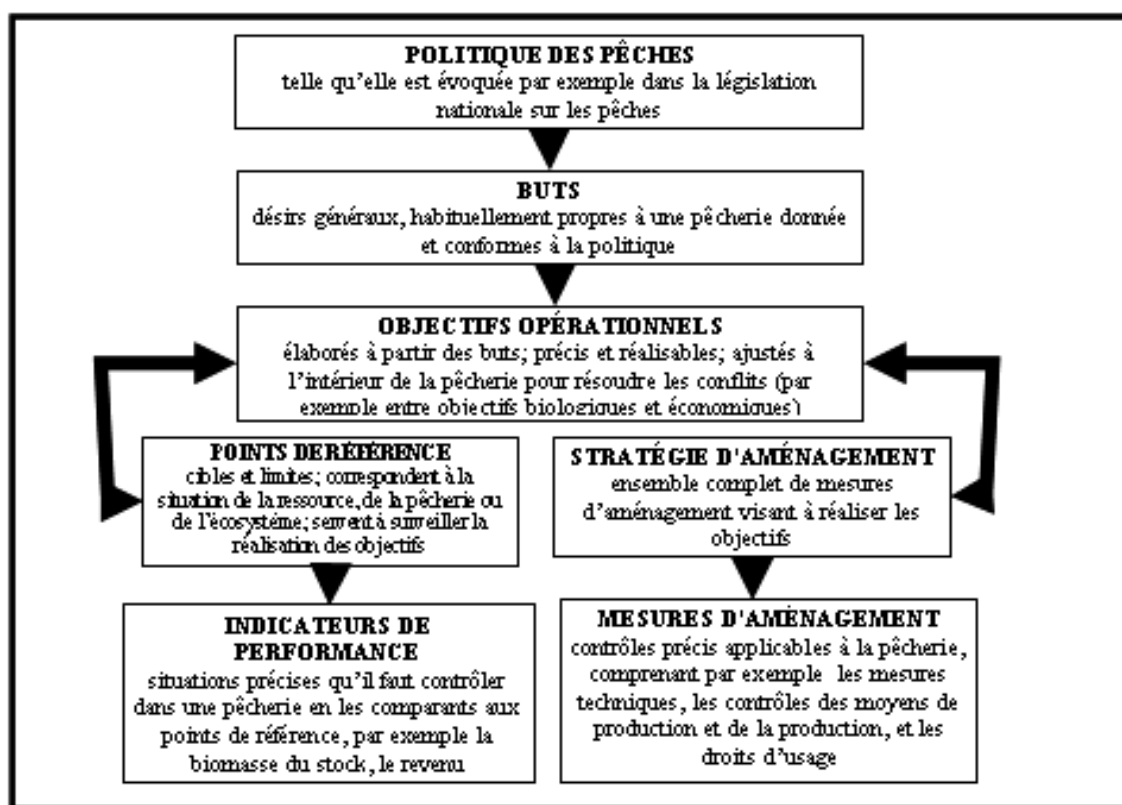 POLITIQUE DES PÊCHES
telle qu'elle est évoquée par exemple dans la législation
nationale sur les pêches
BUTS
désirs généraux, habituellement propres à une pêcherie donnée
et conformes à la politique
OBJECTIFS OPÉRATIONNELS
élaborés à partir des buts; précis et réalisables; ajustés à
l'intérieur de la pêcherie pour résoudre les conflits (par
exemple entre objectifs biologiques et économiques)
POINTS DE RÉFÉRENCE
cibles et limites; correspondent à la
situation de la ressource, de la pêcherie ou
de l'écosystéme; servent à surveiller la
réalisation des objectifs
STRATÉGIE D'AMÉNAGEMENT
ensemble complet de mesures
d'aménagement visant à réaliser les
objectifs
INDICATEURS DE
PERFORMANCE
situations précises qu'il faut contrôler
dans une pêcherie en les comparants aux
points de référence, par exemple la
biomasse du stock, le revenu
MESURES D'AMÉNAGEMENT
contrôles précis applicables à la pêcherie,
comprenant par exemple les mesures
techniques, les contrôles des moyens de
production et de la production, et les
droits d'usage